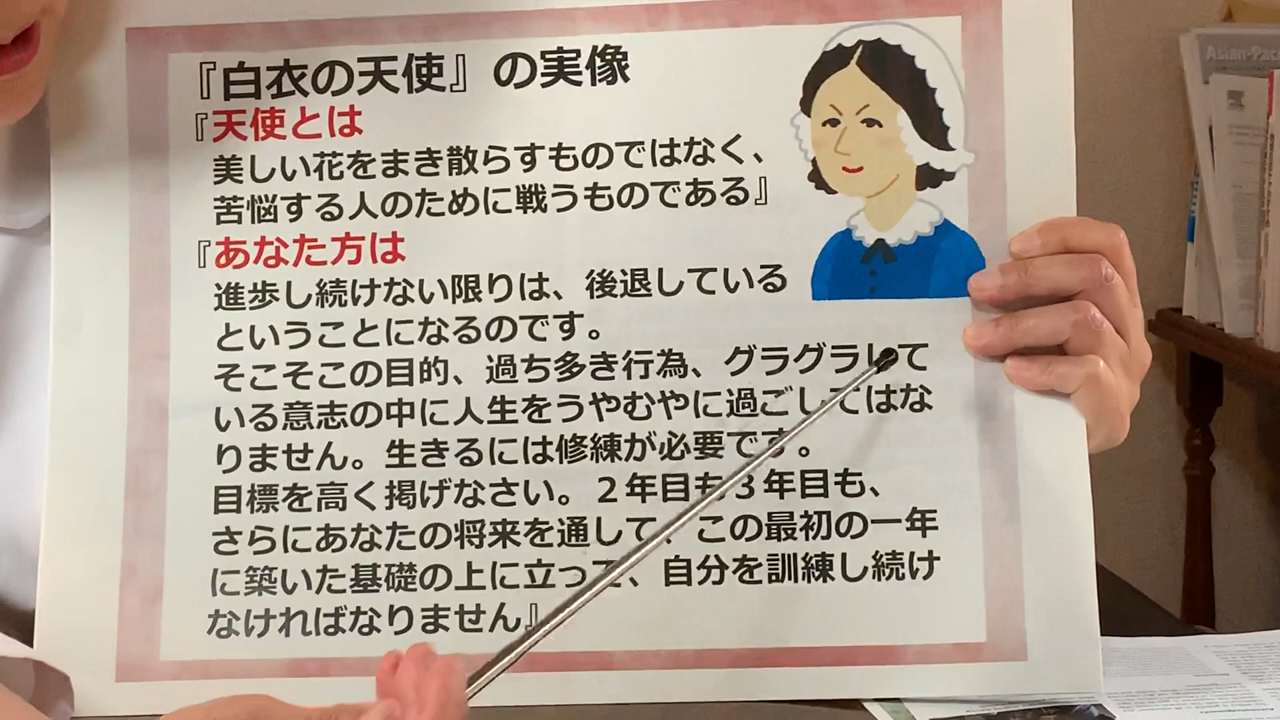 『白衣の天使』の実像
『天使とは
美しい花をまき散らすものではなく、
苦悩する人のために戦うものである』
『あなた方は
進歩し続けない限りは、後退している
ということになるのです。
そこそこの目的、過ち多き行為、グラグラして
いる意志の中に人生をうやむやに過ごしてはな
りません。生きるには修練が必要です。
目標を高く掲げなさい。２年目も３年目も、
さらにあなたの将来を通して、この最初の一年
に築いた基礎の上に立って、自分を訓練し続け
なければなりません』
Asian-Pac